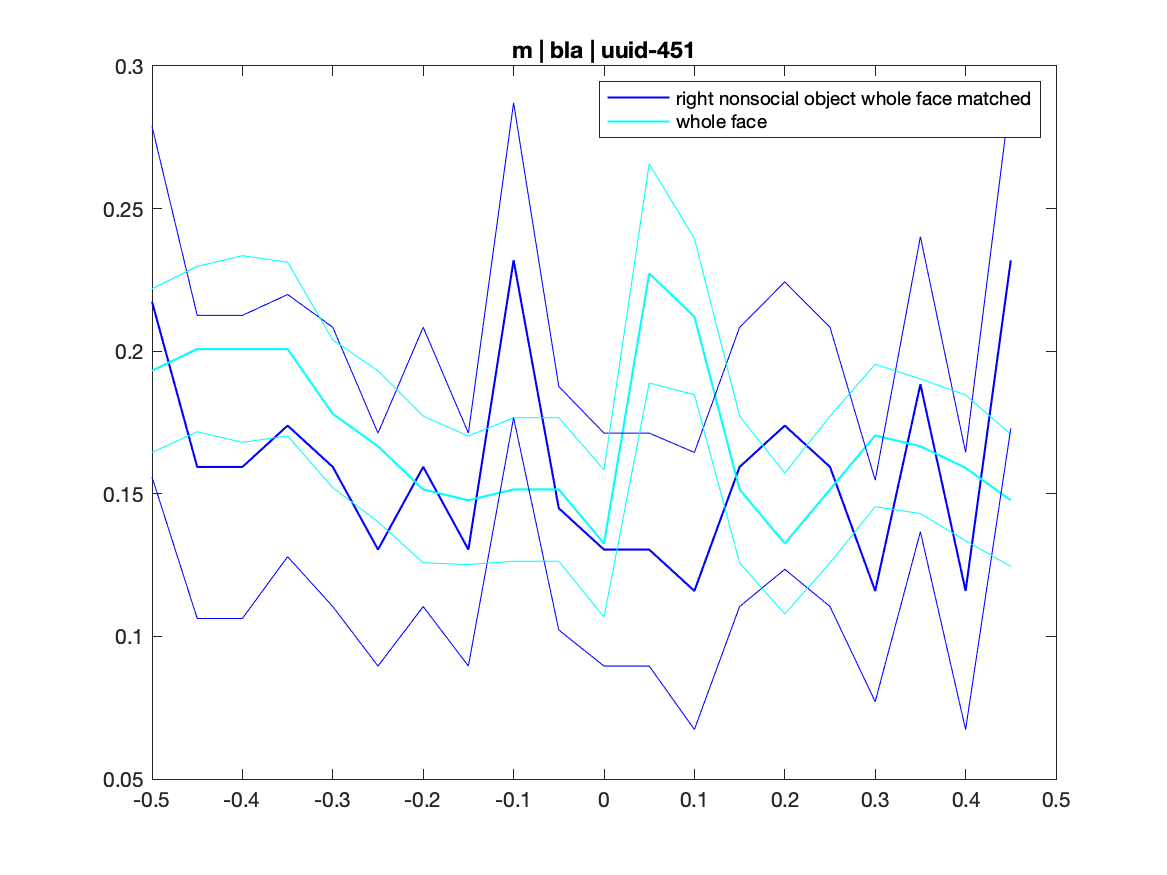 m | bla | uuid-451
right nonsocial object whole face matched
whole face
0.3
0.25
0.2
0.15
0.1
0.05
-0.5 -0.4 -0.3 -0.2 -0.1 0 0.1 0.2 0.3 0.4 0.5